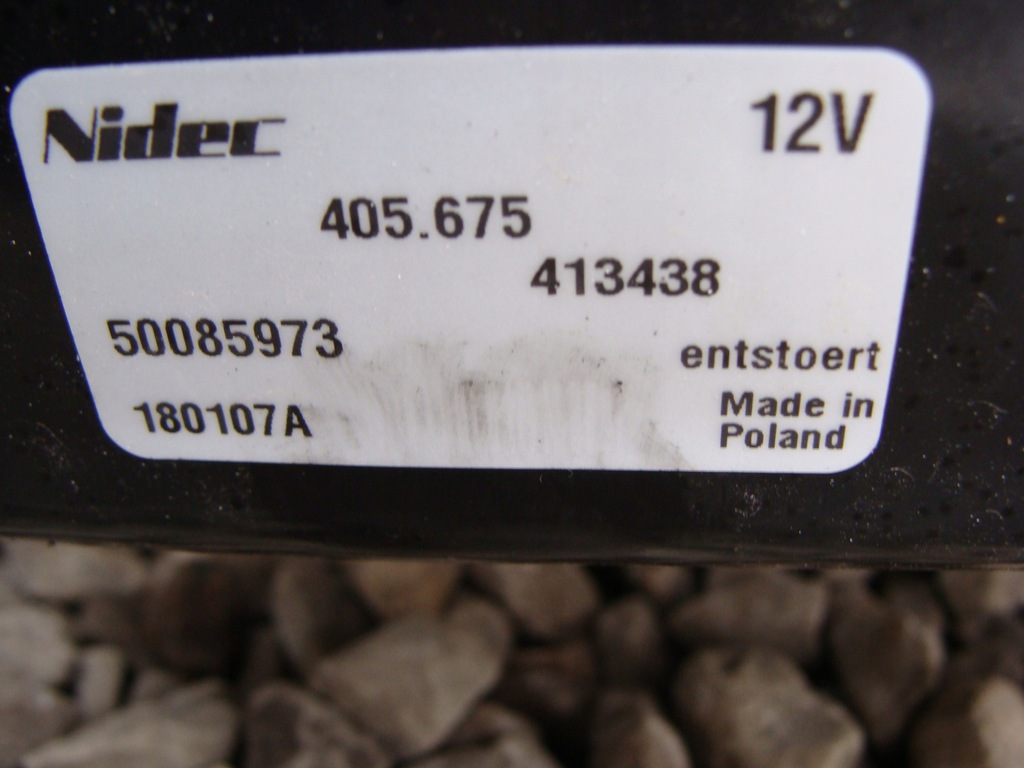 Nidec 12V
405.675
413438
50085973
entstoert
180107A
Made in
Poland